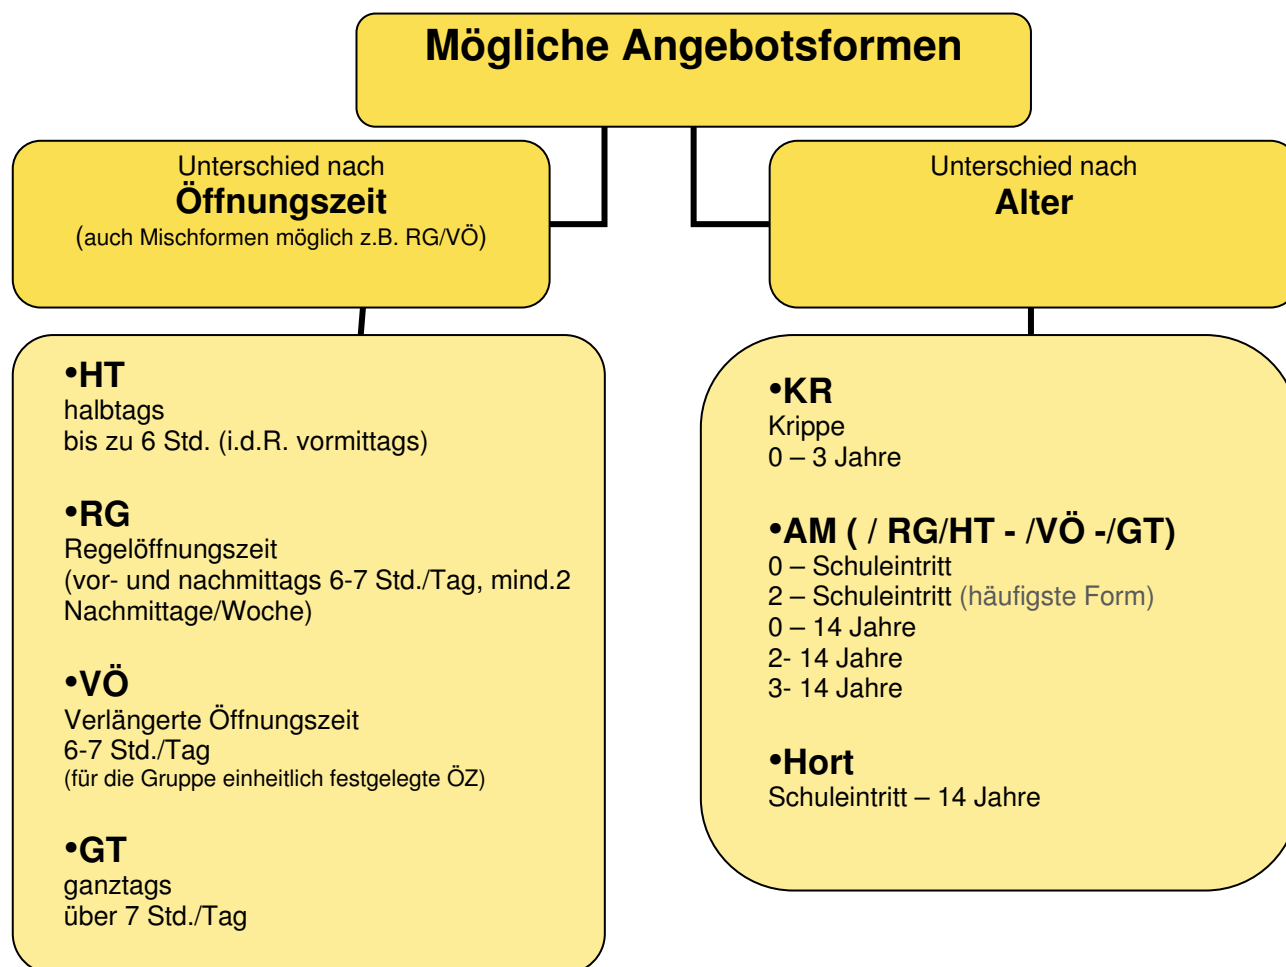 Mögliche Angebotsformen
Unterschied nach
Öffnungszeit
(auch Mischformen möglich z.B. RG/VÖ)
•HT
halbtags
bis zu 6 Std. (i.d.R. vormittags)
•RG
Regelöffnungszeit
(vor- und nachmittags 6-7 Std./Tag, mind.2
Nachmittage/Woche)
•VÖ
Verlängerte Öffnungszeit
6-7 Std./Tag
(für die Gruppe einheitlich festgelegte ÖZ)
•GT
ganztags
über 7 Std./Tag
Unterschied nach
Alter
•KR
Krippe
0 – 3 Jahre
•AM ( / RG/HT - /VÖ -/GT)
0 – Schuleintritt
2 – Schuleintritt (häufigste Form)
0 – 14 Jahre
2- 14 Jahre
3- 14 Jahre
•Hort
Schuleintritt – 14 Jahre